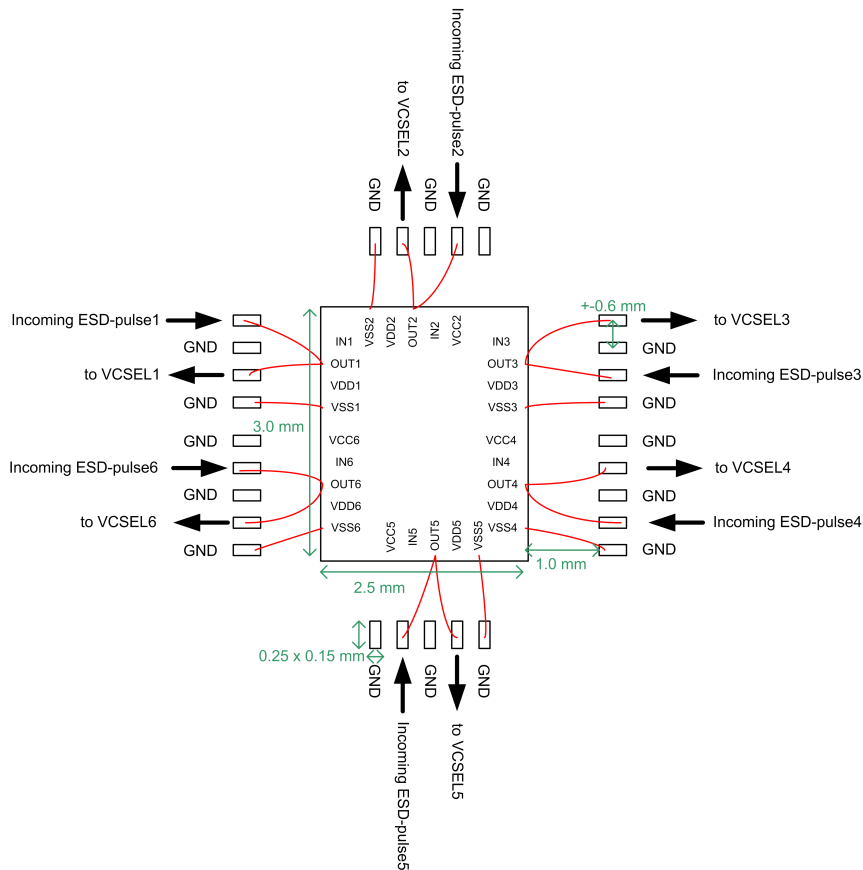 to VCSEL2
Incoming ESD-pulse2
GND
GND
GND
+-0.6 mm
Incoming ESD-pulse1
GND
to VCSEL1
GND
GND
Incoming ESD-pulse6
GND
to VCSEL6
GND
3.0 mm
VSS2
VDD2
OUT2
IN2
VCC2
IN1
OUT1
VDD1
VSS1
VCC6
IN6
OUT6
VDD6
VSS6
IN3
OUT3
VDD3
VSS3
VCC4
IN4
OUT4
VDD4
VSS4
VCC5
IN5
OUT5
VDD5
VSS5
to VCSEL3
GND
Incoming ESD-pulse3
GND
GND
to VCSEL4
GND
Incoming ESD-pulse4
GND
1.0 mm
2.5 mm
0.25 x 0.15 mm
GND
GND
GND
Incoming ESD-pulse5
to VCSEL5